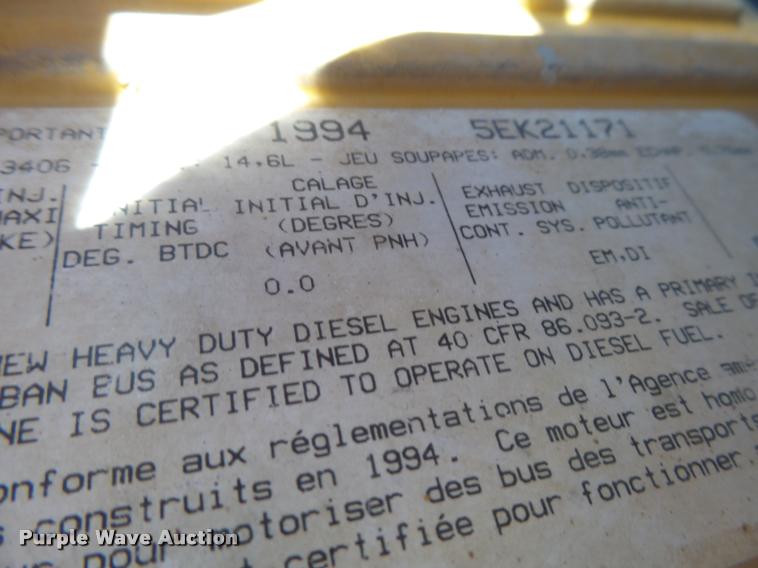 PORTANT 1994 5EK21171
3406 - 14.6L - JEU SOUPAPES: ADM. 0.38mm
INJ. CALAGE EXHAUST DISPOSITIF
MAXI INITIAL INITIAL D'INJ. EMISSION ANTI-
KE) TIMING (DEGRES) CONT. SYS. POLLUTANT
DEG. BTDC (AVANT PNH)
0.0 EM,DI
NEW HEAVY DUTY DIESEL ENGINES AND HAS A PRIMARY
BAN BUS AS DEFINED AT 40 CFR 86.093-2. SALE OF
NE IS CERTIFIED TO OPERATE ON DIESEL FUEL.
onforme aux réglementations de l'Agence amé
s construits en 1994. Ce moteur est homo
ur pour motoriser des bus des transports
t certifiée pour fonctionner
Purple Wave Auction